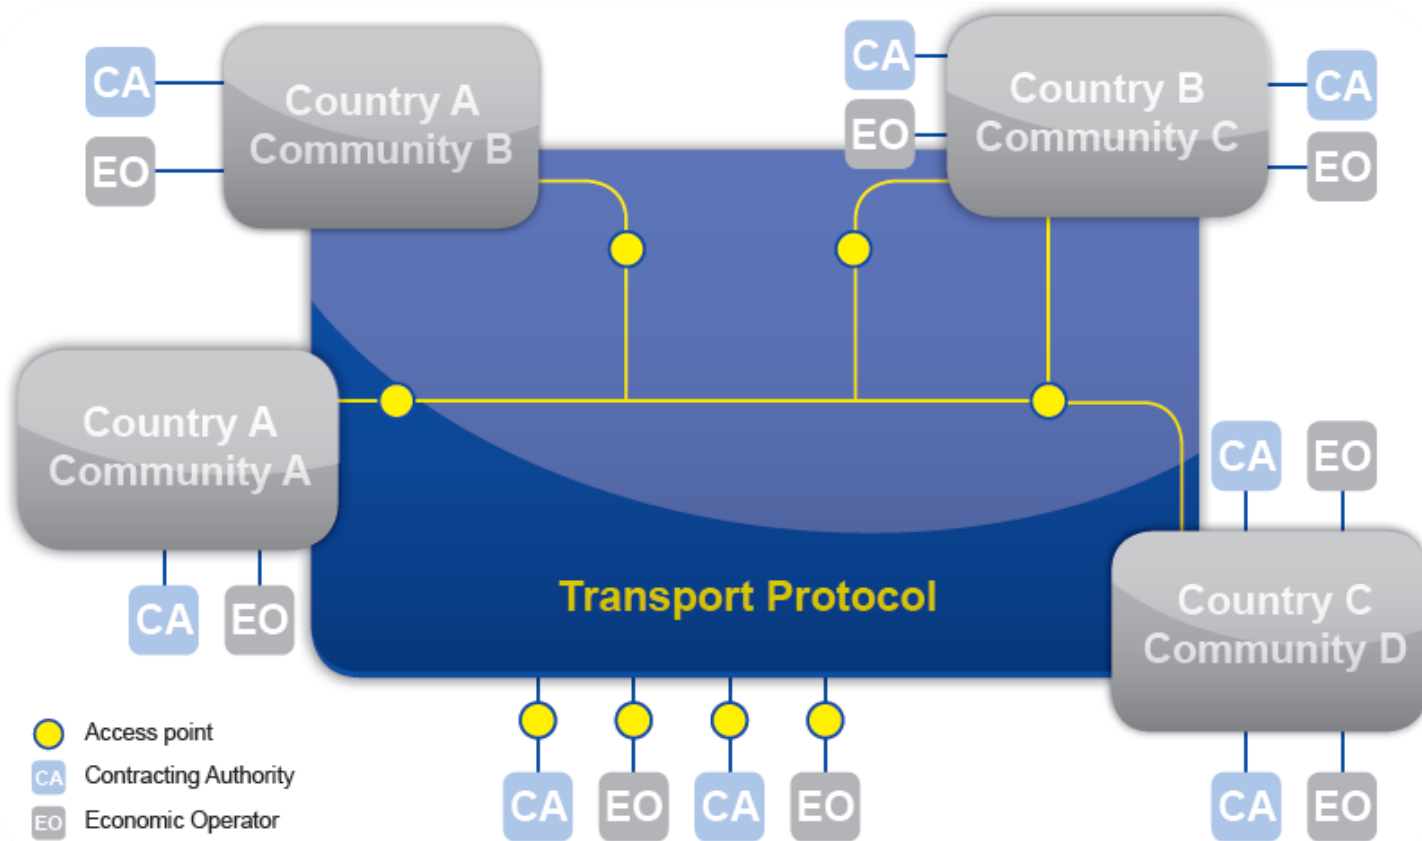 CA
EO
Country A
Community B
CA
EO
Country B
Community C
CA
EO
Country A
Community A
CA
EO
CA
EO
Country C
Community D
CA
EO
Transport Protocol
CA
EO
CA
EO
Access point
CA Contracting Authority
EO Economic Operator